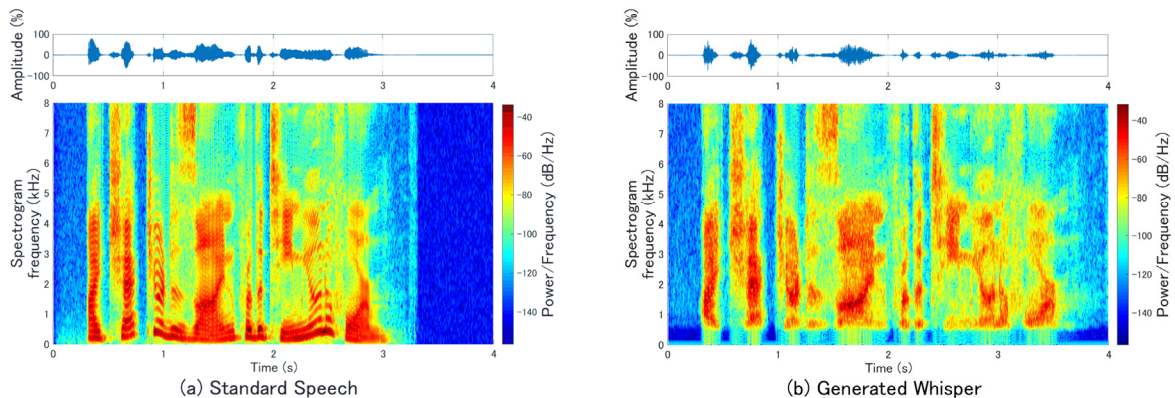 Amplitude (%)
100
0
-100
0 1 2 3 4
Spectrogram
frequency (kHz)
8
7
6
5
4
3
2
1
0
0 1 2 3 4
Time (s)
-40
-60
-80
-100
-120
-140
Power/Frequency (dB/Hz)
(a) Standard Speech
Amplitude (%)
100
0
-100
0 1 2 3 4
Spectrogram
frequency (kHz)
8
7
6
5
4
3
2
1
0
0 1 2 3 4
Time (s)
-40
-60
-80
-100
-120
-140
Power/Frequency (dB/Hz)
(b) Generated Whisper